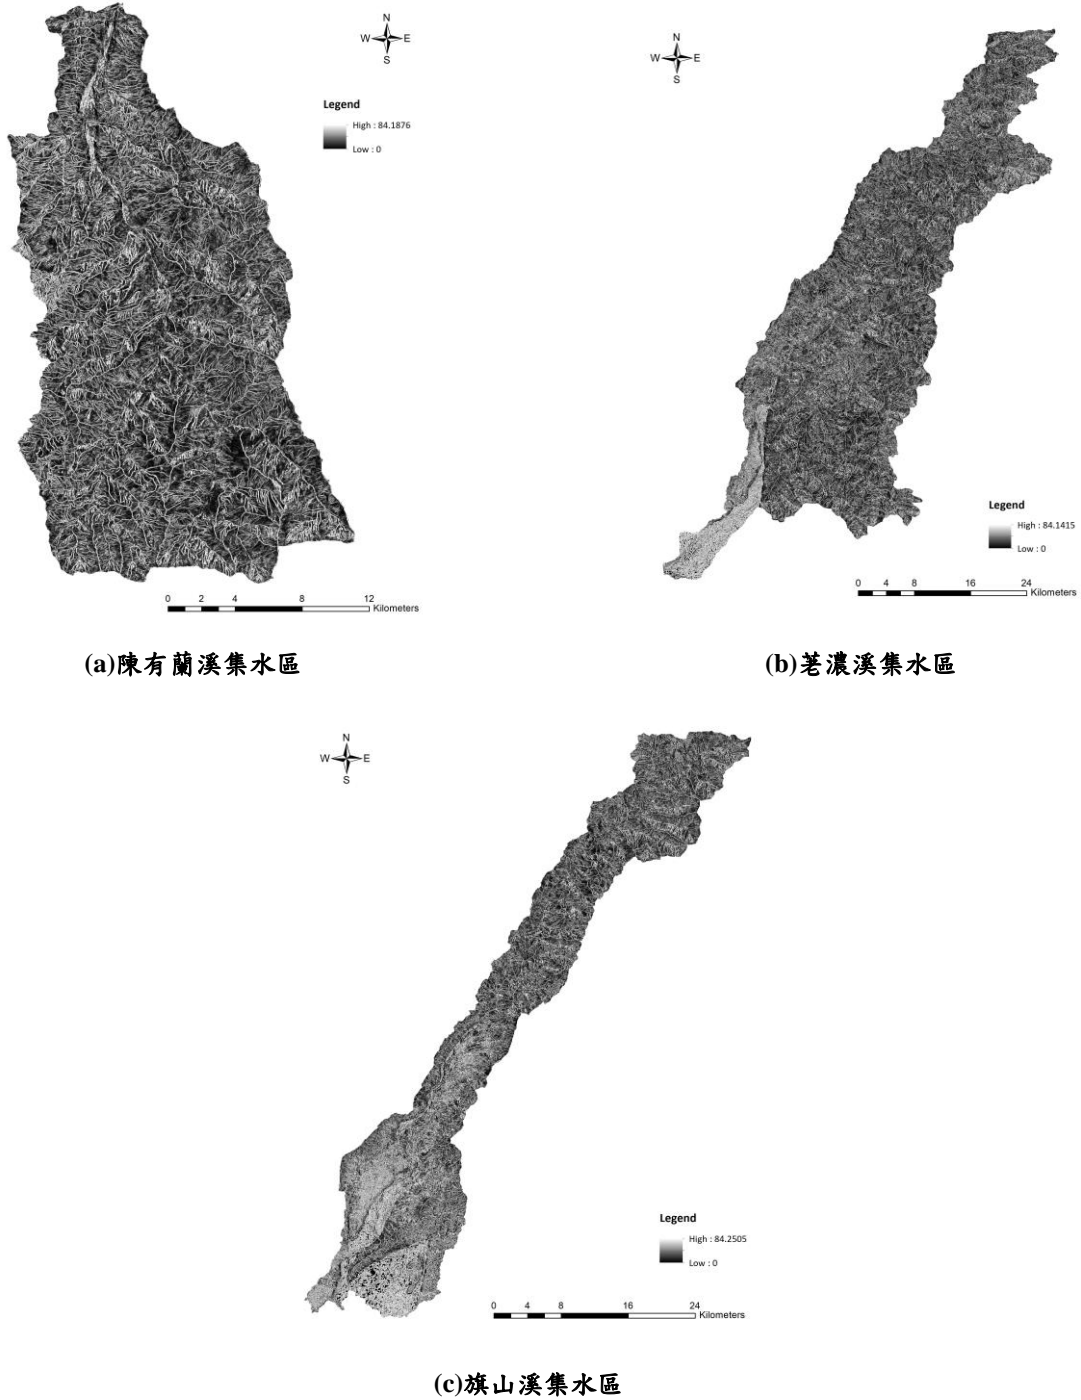 N
W E
S
Legend
High : 84.1876
Low : 0
0 2 4 8 12
Kilometers
(a)陳有蘭溪集水區
N
W E
S
Legend
High : 84.1415
Low : 0
0 4 8 16 24
Kilometers
(b)荖濃溪集水區
N
W E
S
Legend
High : 84.2505
Low : 0
0 4 8 16 24
Kilometers
(c)旗山溪集水區